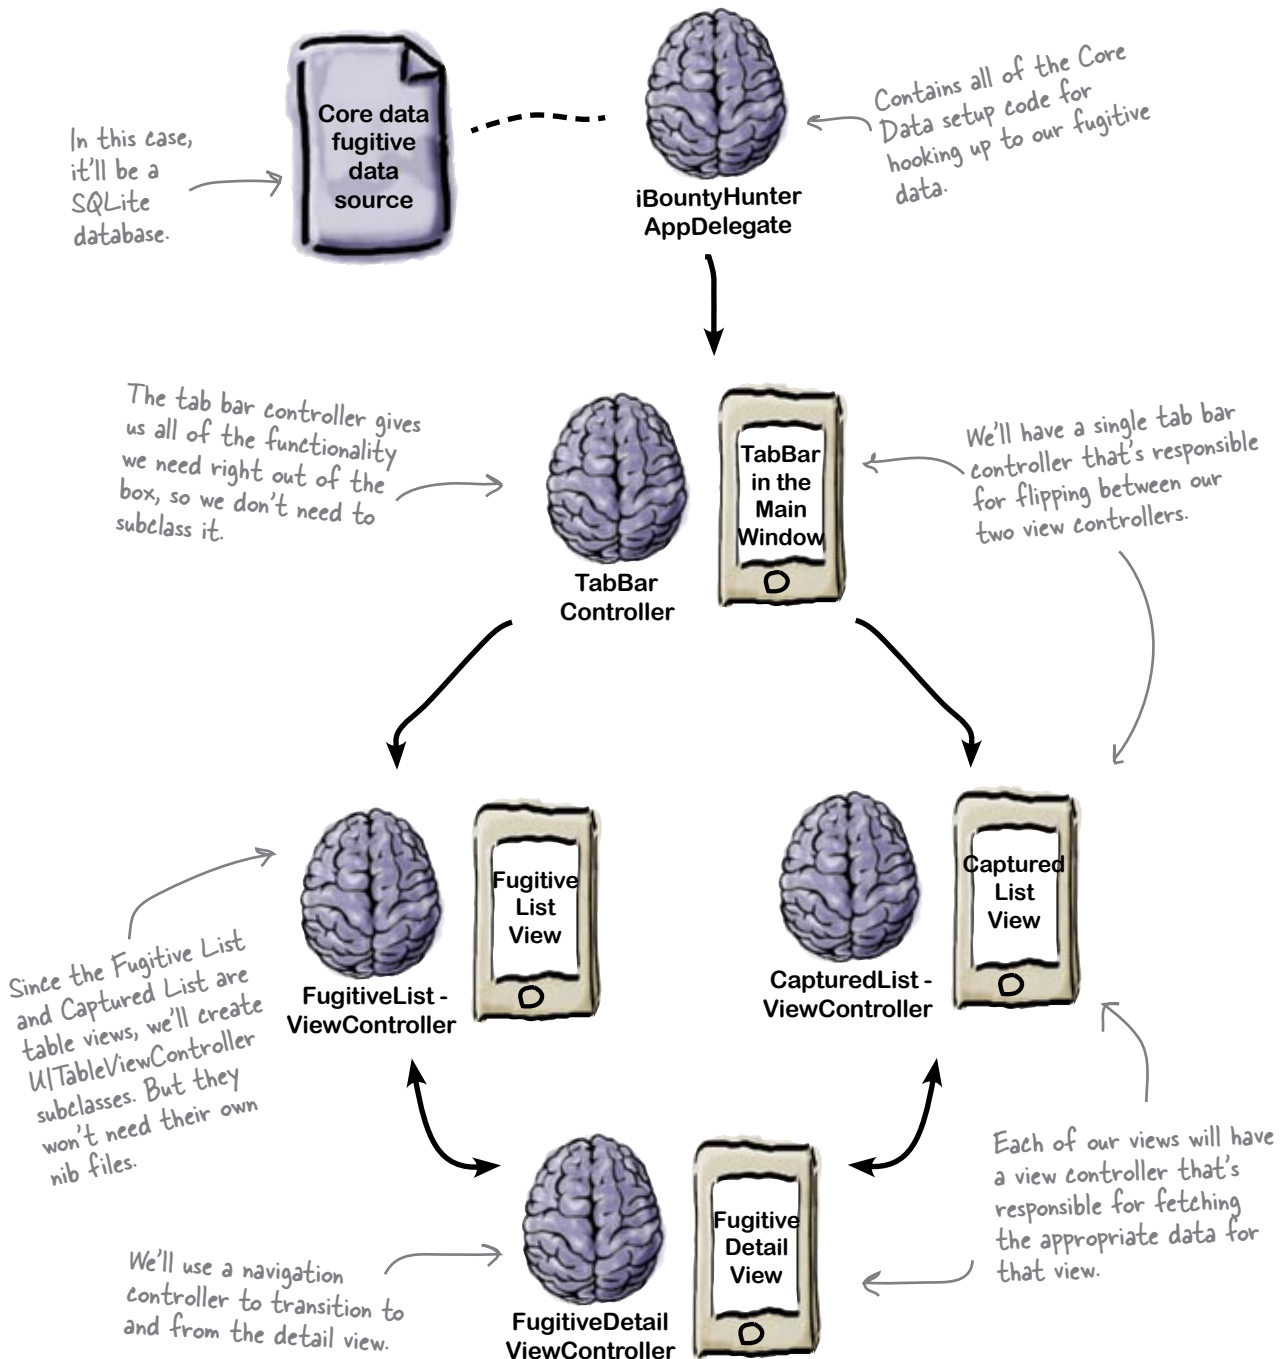 In this case,
it'll be a
SQLite
database.
Core data
fugitive
data
source
iBountyHunter
AppDelegate
Contains all of the Core
Data setup code for
hooking up to our fugitive
data.
The tab bar controller gives
us all of the functionality
we need right out of the
box, so we don't need to
subclass it.
TabBar
Controller
TabBar
in the
Main
Window
We'll have a single tab bar
controller that's responsible
for flipping between our
two view controllers.
Since the Fugitive List
and Captured List are
table views, we'll create
UITableViewController
subclasses. But they
won't need their own
nib files.
FugitiveList -
ViewController
Fugitive
List
View
CapturedList -
ViewController
Captured
List
View
We'll use a navigation
controller to transition to
and from the detail view.
FugitiveDetail
ViewController
Fugitive
Detail
View
Each of our views will have
a view controller that's
responsible for fetching
the appropriate data for
that view.